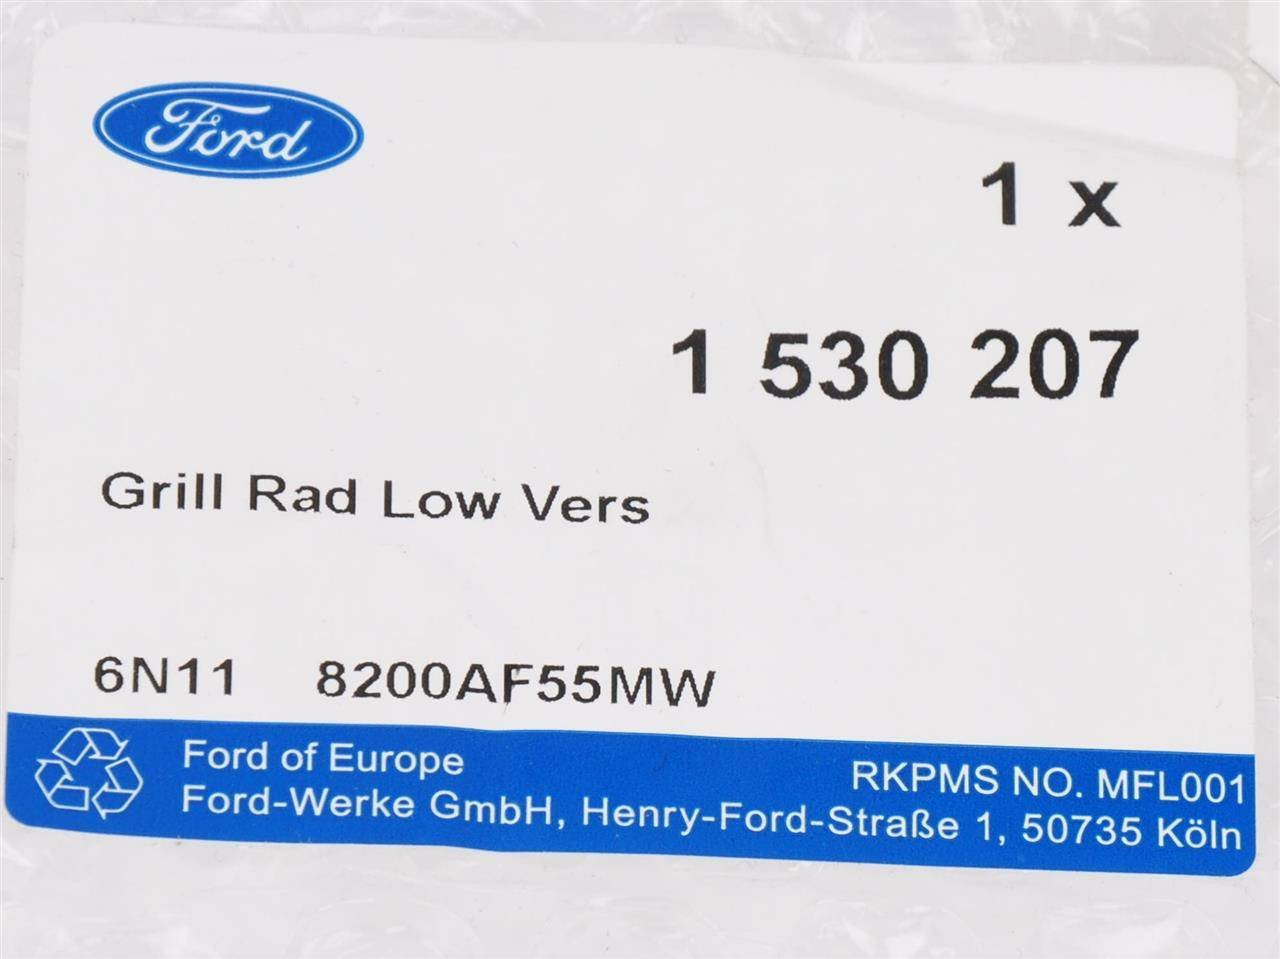 Ford
1 x
1 530 207
Grill Rad Low Vers
6N11 8200AF55MW
Ford of Europe
RKPMS NO. MFL001
Ford-Werke GmbH, Henry-Ford-Straße 1, 50735 Köln